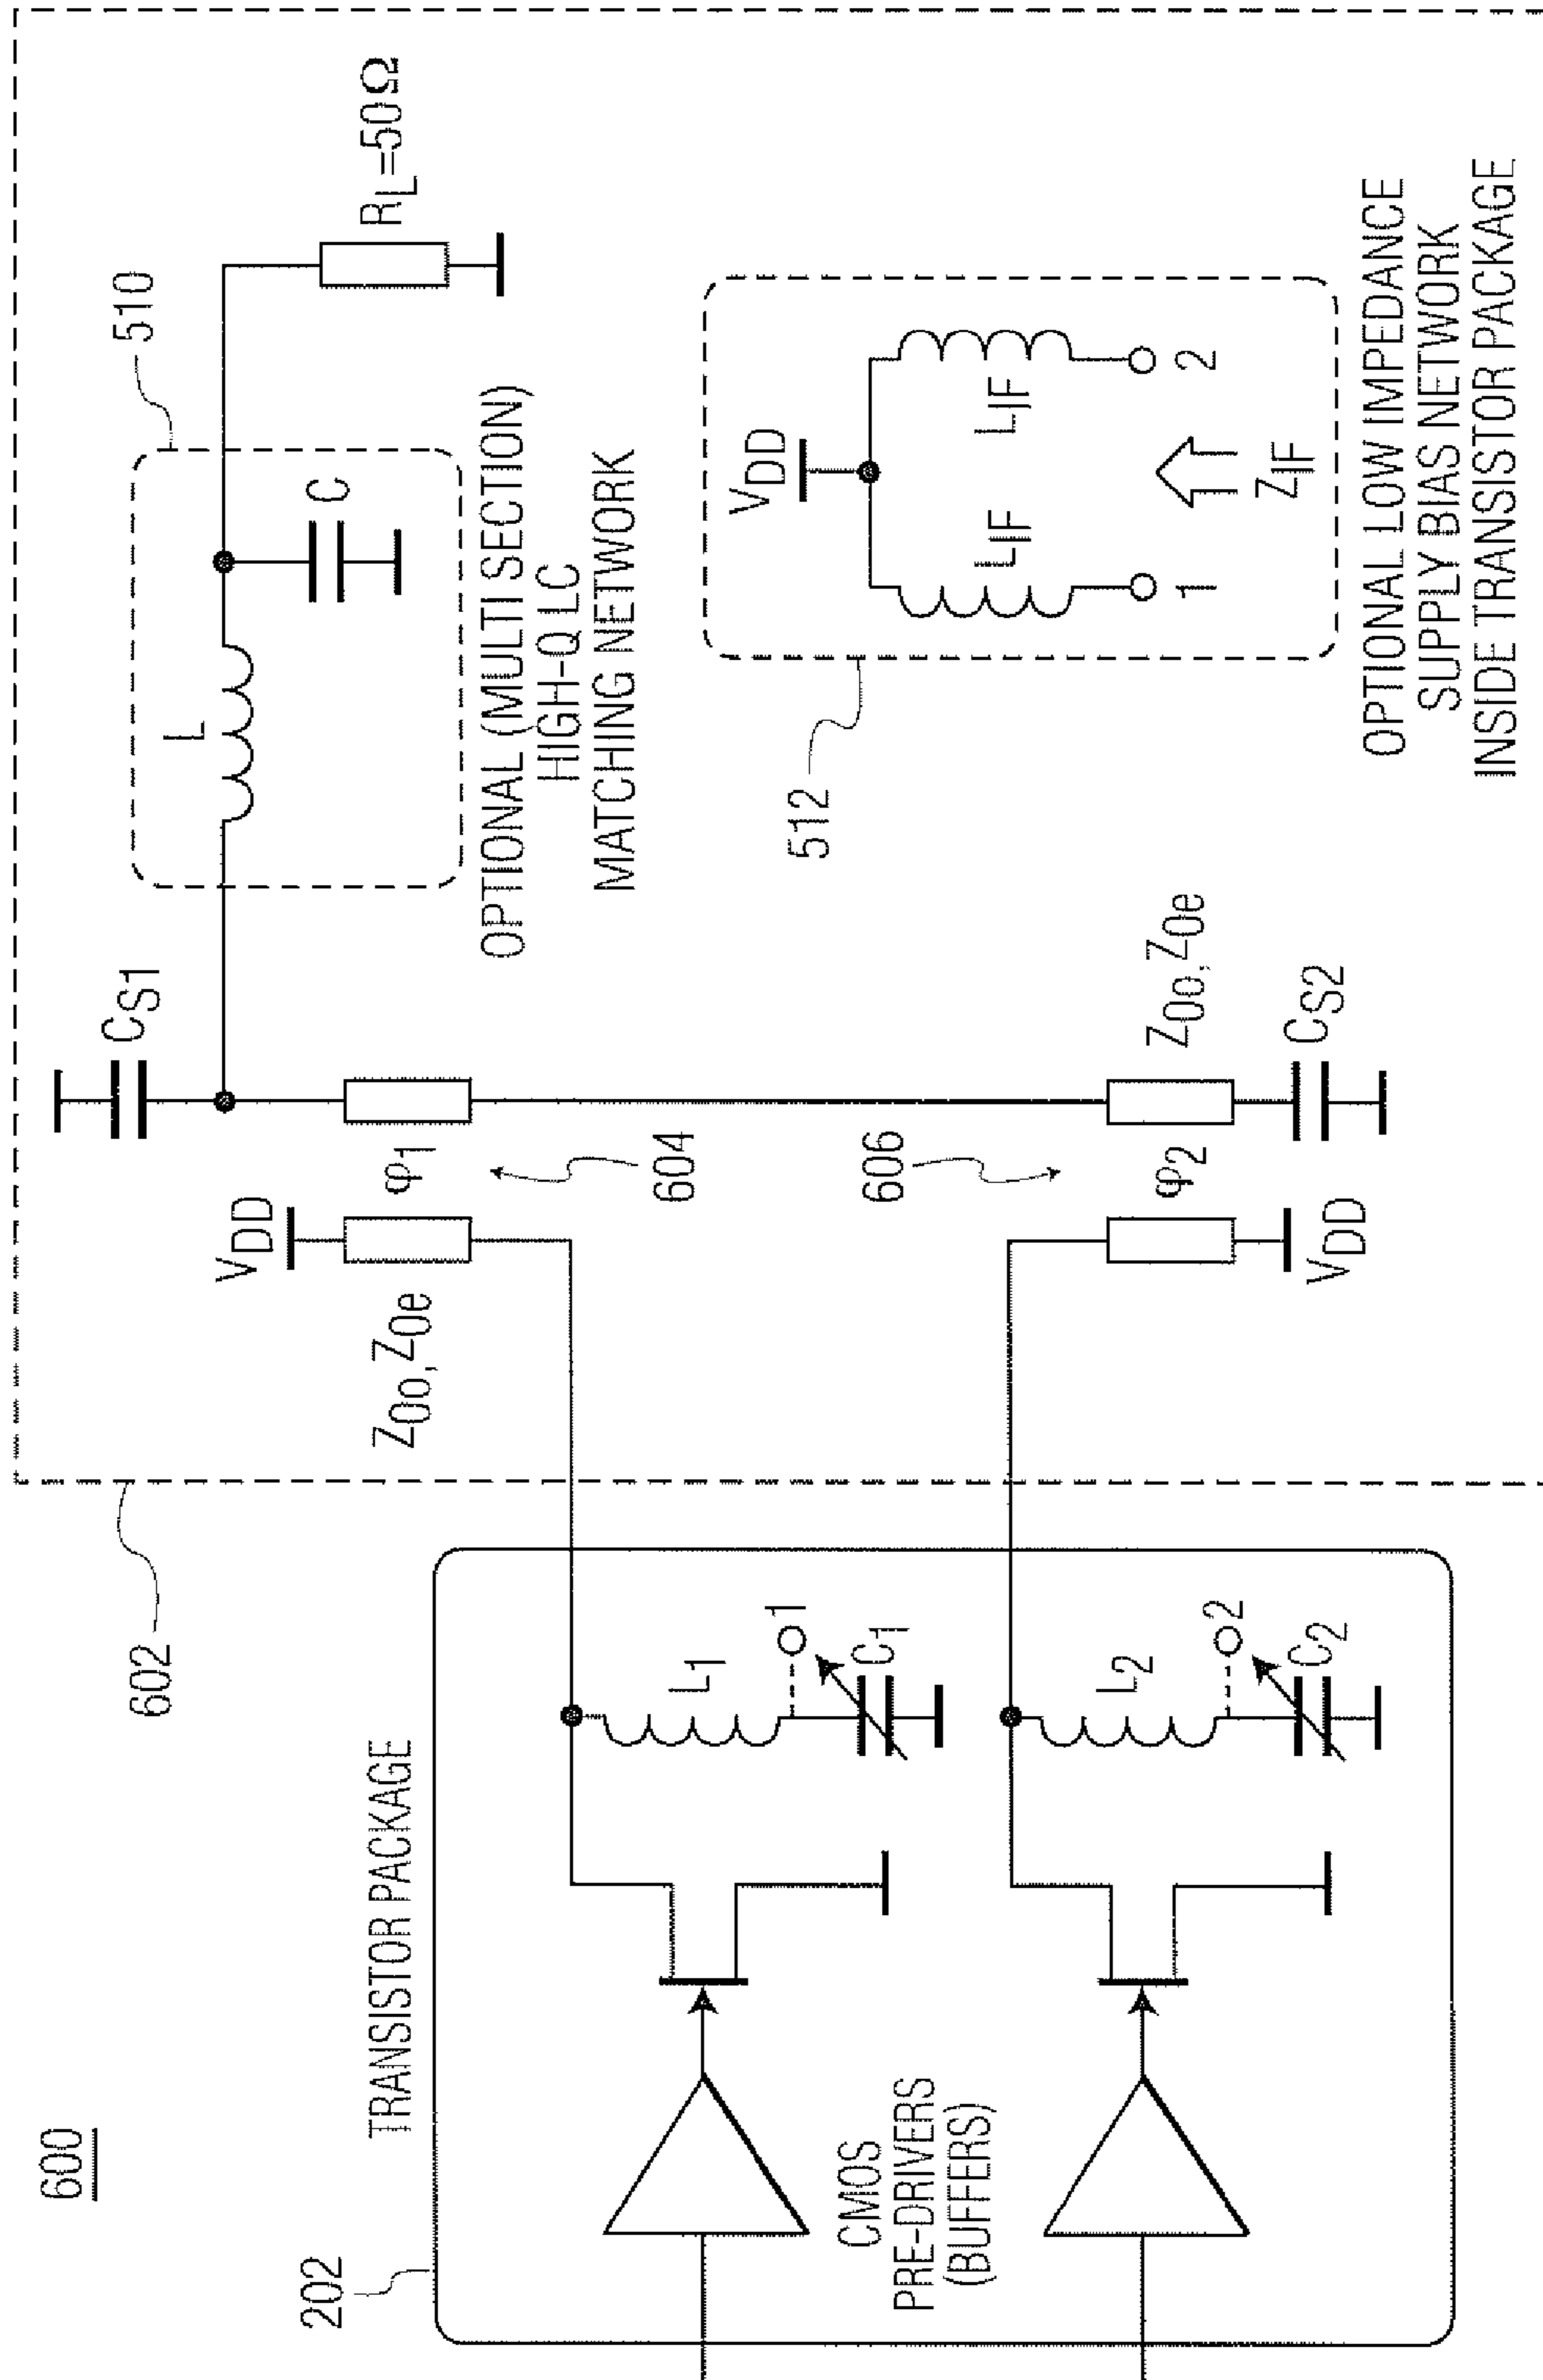 600
202
TRANSISTOR PACKAGE
CMOS
PRE-DRIVERS
(BUFFERS)
L1
1
C1
L2
2
C2
602
VDD
Z0o,Z0e
φ1
604
606
φ2
VDD
Z0o,Z0e
CS1
CS2
510
L
C
OPTIONAL (MULTI SECTION)
HIGH-Q LC
MATCHING NETWORK
RL=50Ω
512
VDD
LIF
LIF
1
2
ZIF
OPTIONAL LOW IMPEDANCE
SUPPLY BIAS NETWORK
INSIDE TRANSISTOR PACKAGE